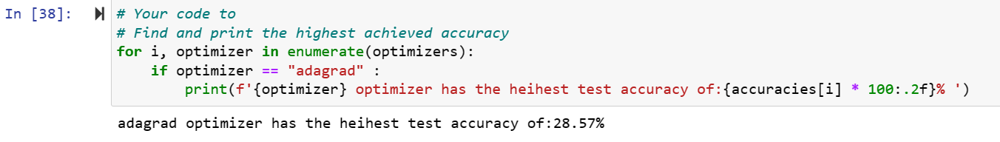 In [38]:
# Your code to
# Find and print the highest achieved accuracy
for i, optimizer in enumerate(optimizers):
    if optimizer == "adagrad" :
        print(f'{optimizer} optimizer has the heihest test accuracy of:{accuracies[i] * 100:.2f}% ')
adagrad optimizer has the heihest test accuracy of:28.57%